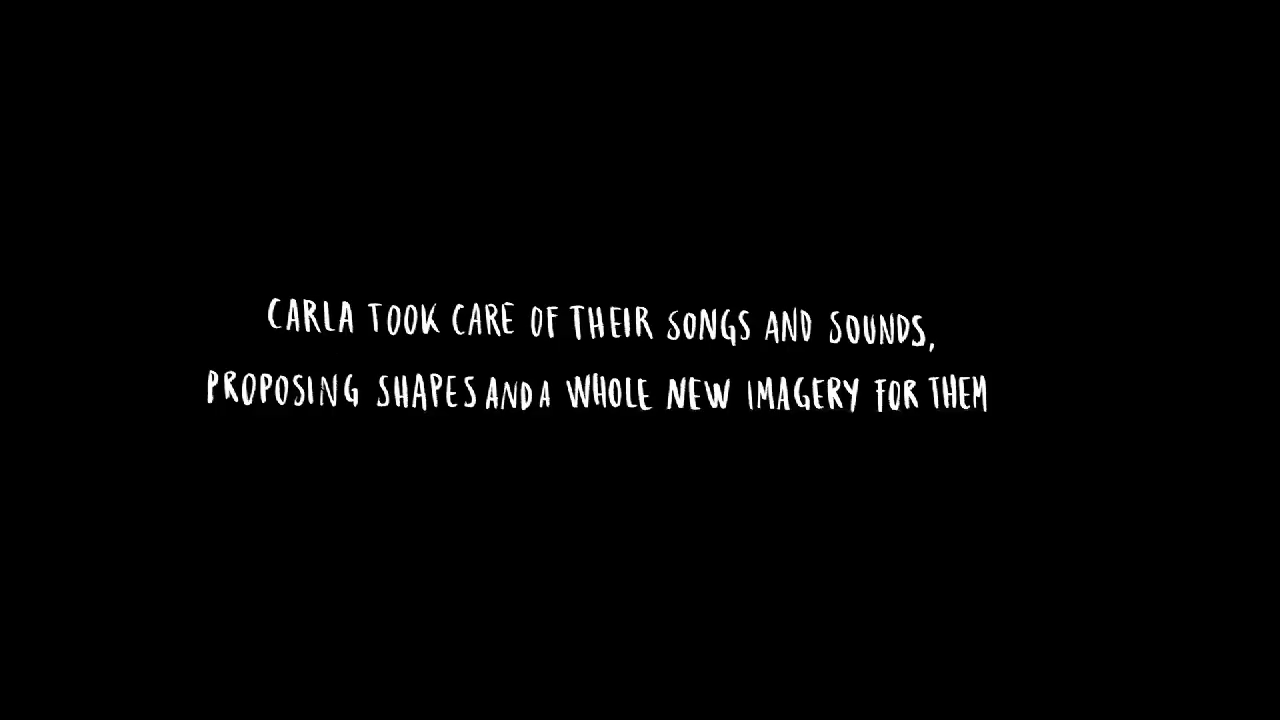 CARLA TOOK CARE OF THEIR SONGS AND SOUNDS,
PROPOSING SHAPES AND A WHOLE NEW IMAGERY FOR THEM